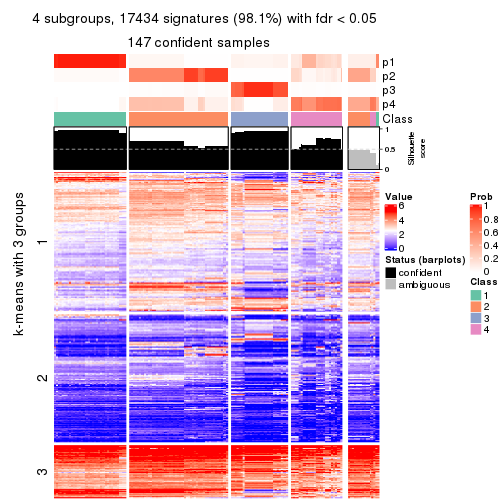 4 subgroups, 17434 signatures (98.1%) with fdr < 0.05
147 confident samples
p1
p2
p3
p4
Class
1
0.5
0
Silhouette
score
k-means with 3 groups
1
2
3
Value
6
4
2
0
Status (barplots)
confident
ambiguous
Prob
1
0.8
0.6
0.4
0.2
0
Class
1
2
3
4